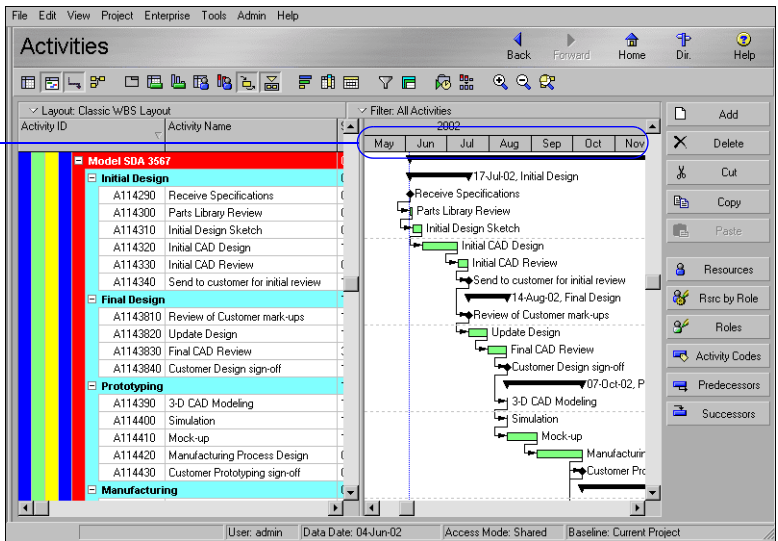 File Edit View Project Enterprise Tools Admin Help
Activities
Back Forward Home Dir. Help
Layout: Classic WBS Layout
Filter: All Activities
Activity ID Activity Name
2002
May Jun Jul Aug Sep Oct Nov
Model SDA 3567
Initial Design
17-Jul-02, Initial Design
A114290 Receive Specifications
Receive Specifications
A114300 Parts Library Review
Parts Library Review
A114310 Initial Design Sketch
Initial Design Sketch
A114320 Initial CAD Design
Initial CAD Design
A114330 Initial CAD Review
Initial CAD Review
A114340 Send to customer for initial review
Send to customer for initial review
Final Design
14-Aug-02, Final Design
A1143810 Review of Customer mark-ups
Review of Customer mark-ups
A1143820 Update Design
Update Design
A1143830 Final CAD Review
Final CAD Review
A1143840 Customer Design sign-off
Customer Design sign-off
Prototyping
07-Oct-02, P
A114390 3-D CAD Modeling
3-D CAD Modeling
A114400 Simulation
Simulation
A114410 Mock-up
Mock-up
A114420 Manufacturing Process Design
Manufacturin
A114430 Customer Prototyping sign-off
Customer Pro
Manufacturing
Add
Delete
Cut
Copy
Paste
Resources
Rsrc by Role
Roles
Activity Codes
Predecessors
Successors
User: admin Data Date: 04-Jun-02 Access Mode: Shared Baseline: Current Project